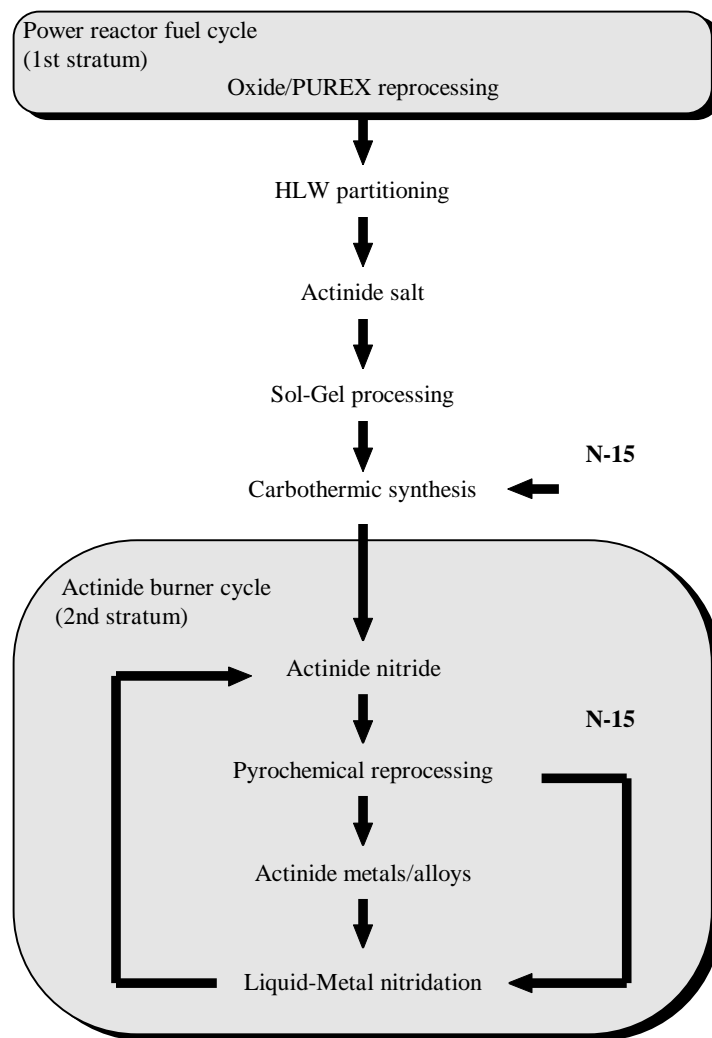 Power reactor fuel cycle
(1st stratum)
Oxide/PUREX reprocessing
HLW partitioning
Actinide salt
Sol-Gel processing
N-15
Carbothermic synthesis
Actinide burner cycle
(2nd stratum)
Actinide nitride
N-15
Pyrochemical reprocessing
Actinide metals/alloys
Liquid-Metal nitridation